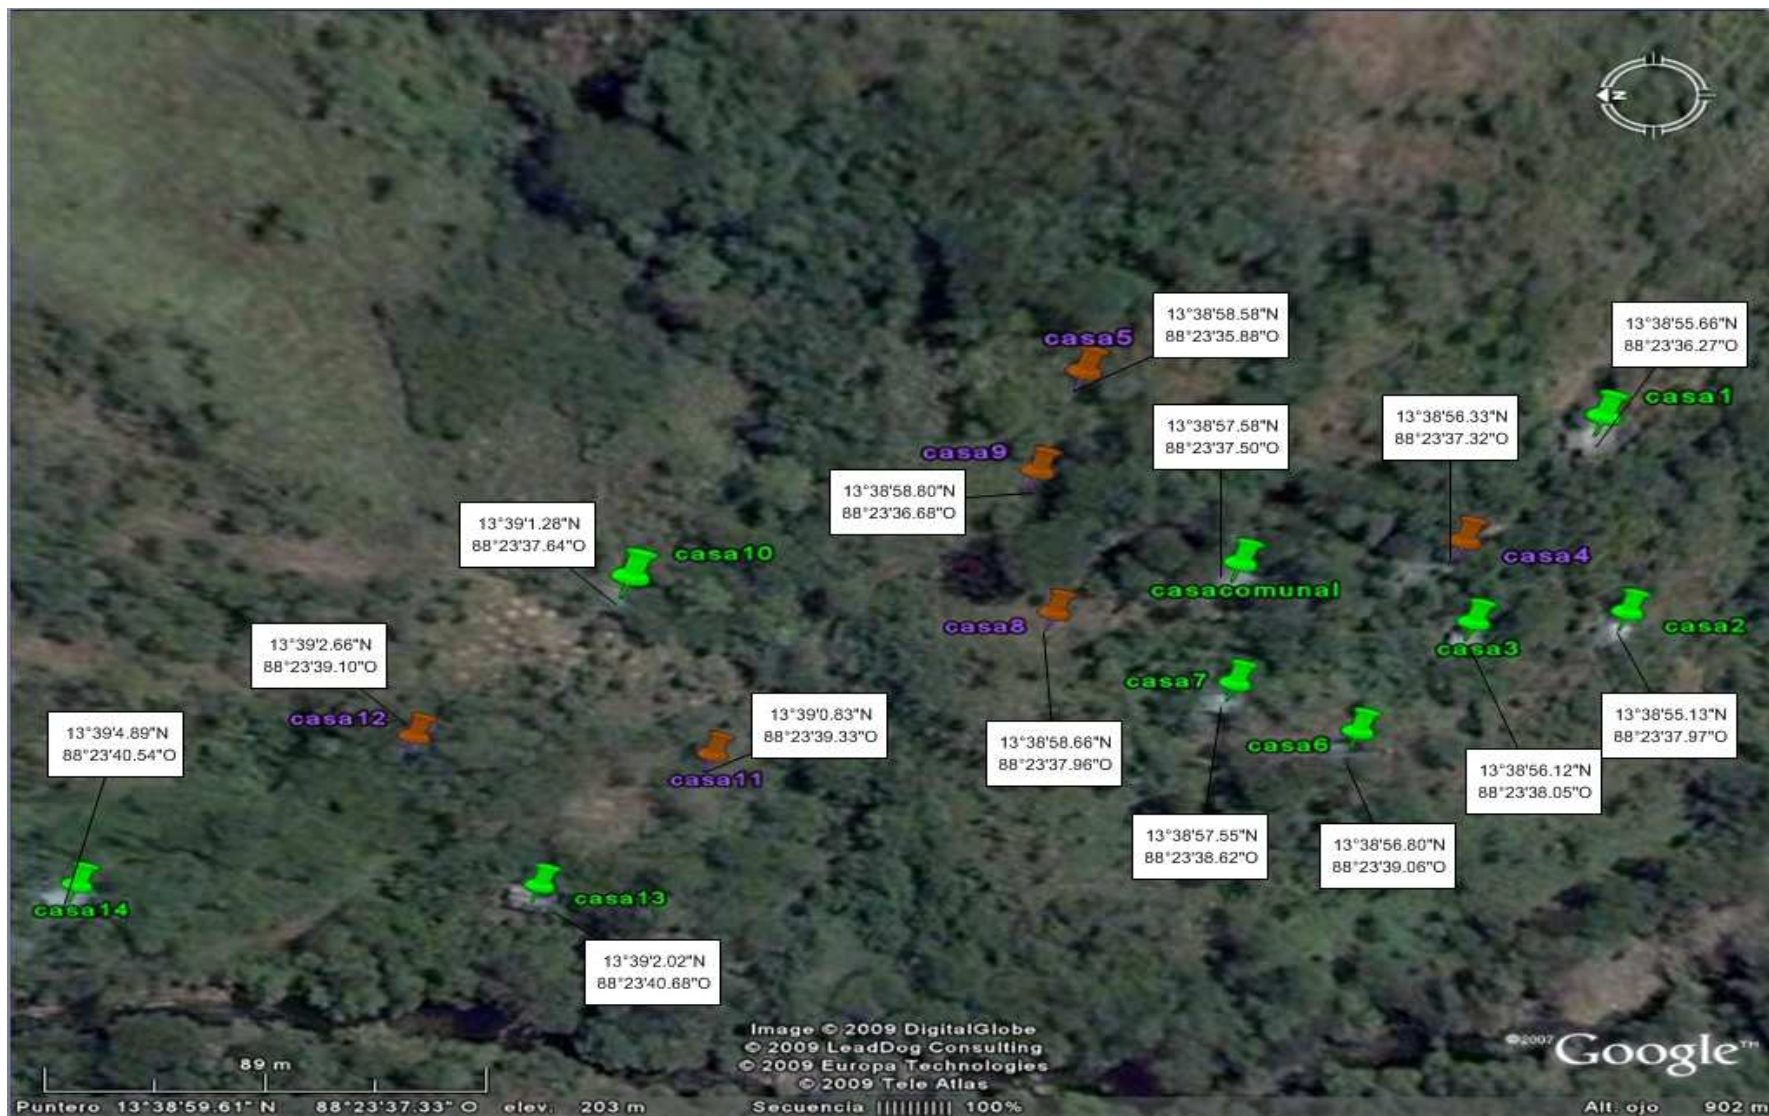 N
13°38'58.58"N
88°23'35.88"O
casa5
13°38'55.66"N
88°23'36.27"O
casa1
13°38'57.58"N
88°23'37.50"O
13°38'56.33"N
88°23'37.32"O
casa9
13°38'58.80"N
88°23'36.68"O
13°39'1.28"N
88°23'37.64"O
casa10
casa4
casacomunal
casa8
casa2
casa3
13°39'2.66"N
88°23'39.10"O
casa7
casa12
13°39'0.83"N
88°23'39.33"O
13°38'55.13"N
88°23'37.97"O
13°39'4.89"N
88°23'40.54"O
13°38'58.66"N
88°23'37.96"O
casa6
casa11
13°38'56.12"N
88°23'38.05"O
13°38'57.55"N
88°23'38.62"O
13°38'56.80"N
88°23'39.06"O
casa14
casa13
13°39'2.02"N
88°23'40.68"O
Image © 2009 DigitalGlobe
© 2009 LeadDog Consulting
© 2009 Europa Technologies
© 2009 Tele Atlas
©2007 Google™
89 m
Puntero 13°38'59.61" N 88°23'37.33" O elev. 203 m Secuencia |||||||||| 100% Alt. ojo 902 m